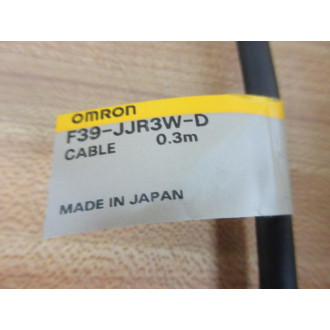 OMRON
F39-JJR3W-D
CABLE 0.3m
MADE IN JAPAN